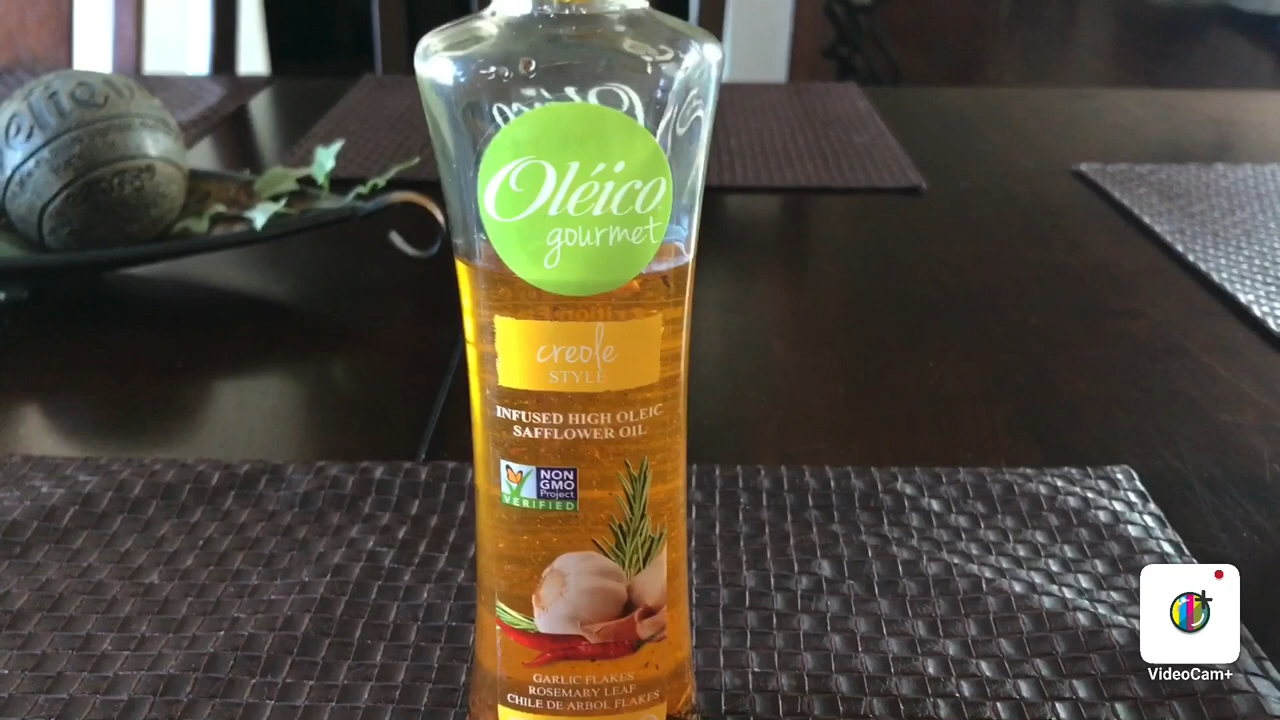 Oléico
gourmet
creole
STYLE
INFUSED HIGH OLEIC
SAFFLOWER OIL
NON
GMO
Project
VERIFIED
GARLIC FLAKES
ROSEMARY LEAF
CHILE DE ARBOL FLAKES
VideoCam+